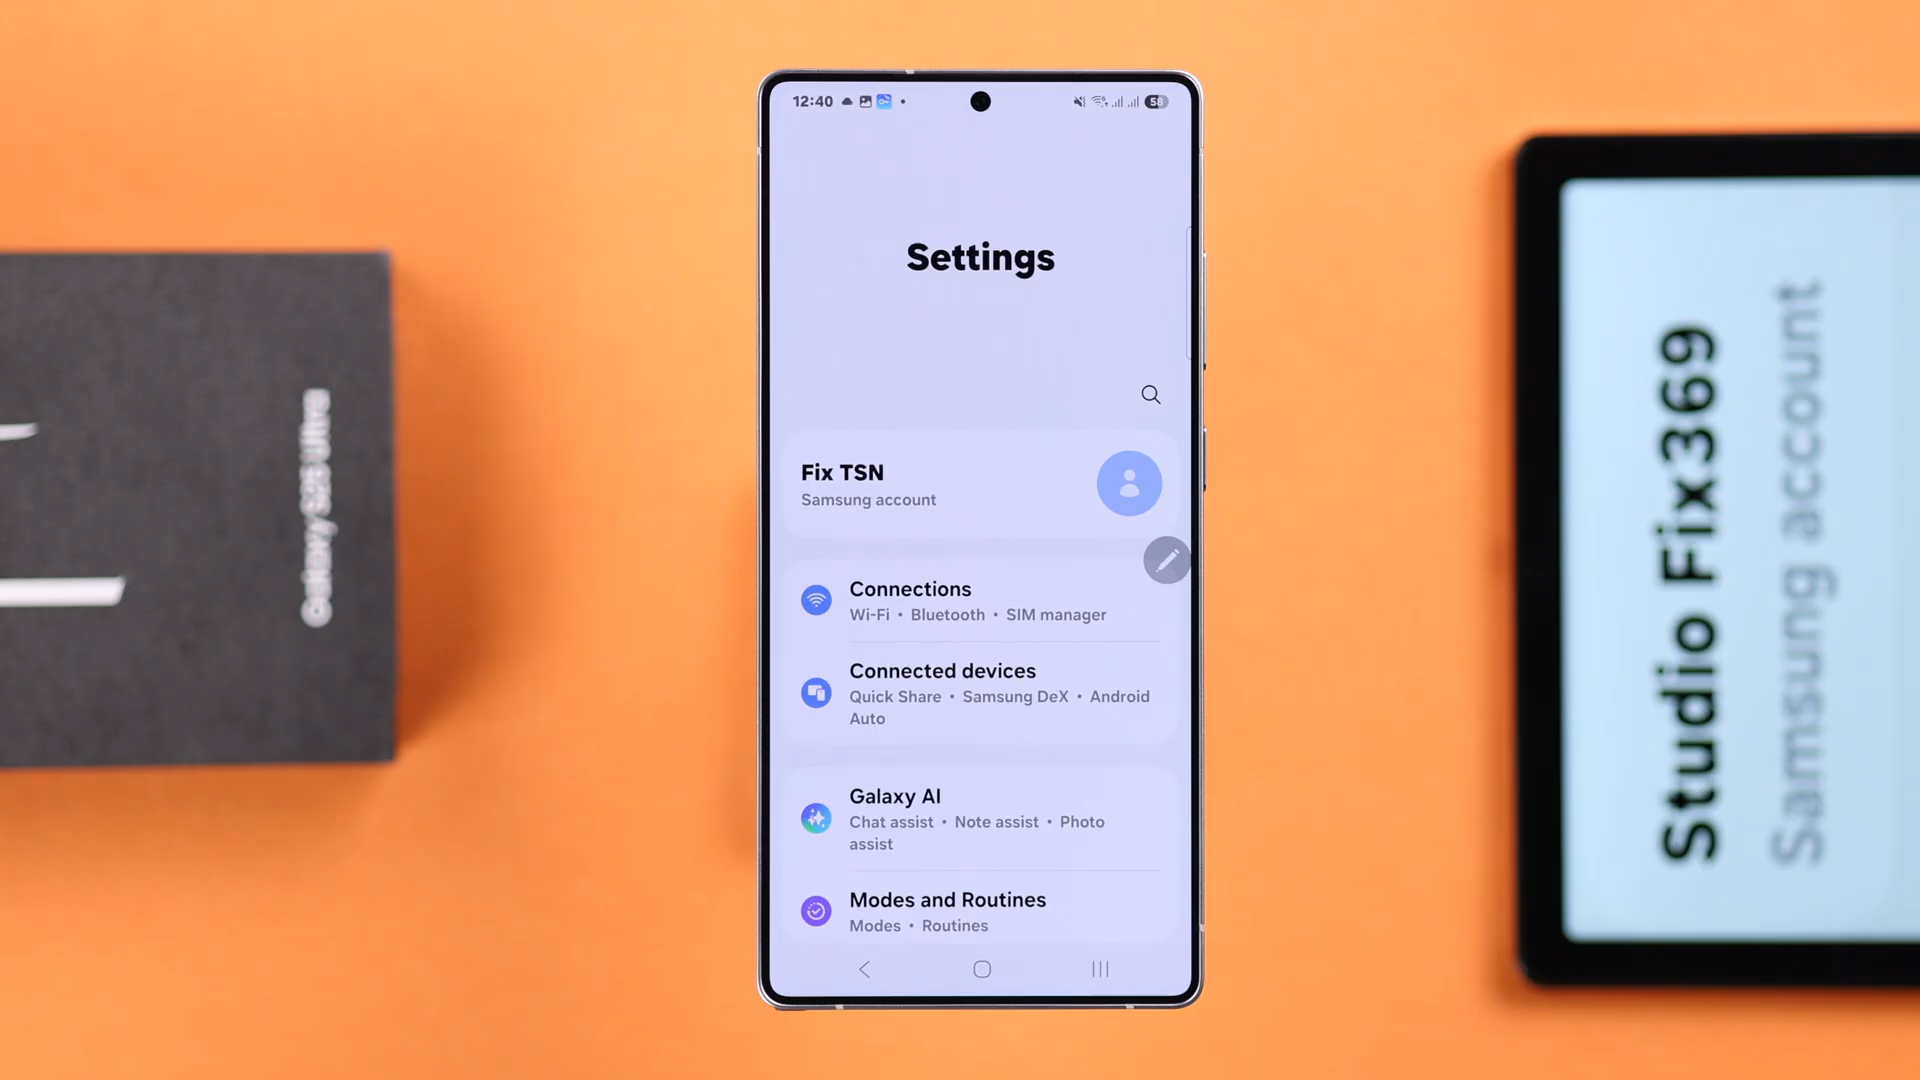 Galaxy S25 Ultra
12:40
58
Settings
Fix TSN
Samsung account
Connections
Wi-Fi • Bluetooth • SIM manager
Connected devices
Quick Share • Samsung DeX • Android
Auto
Galaxy AI
Chat assist • Note assist • Photo
assist
Modes and Routines
Modes • Routines
Studio Fix369
Samsung account